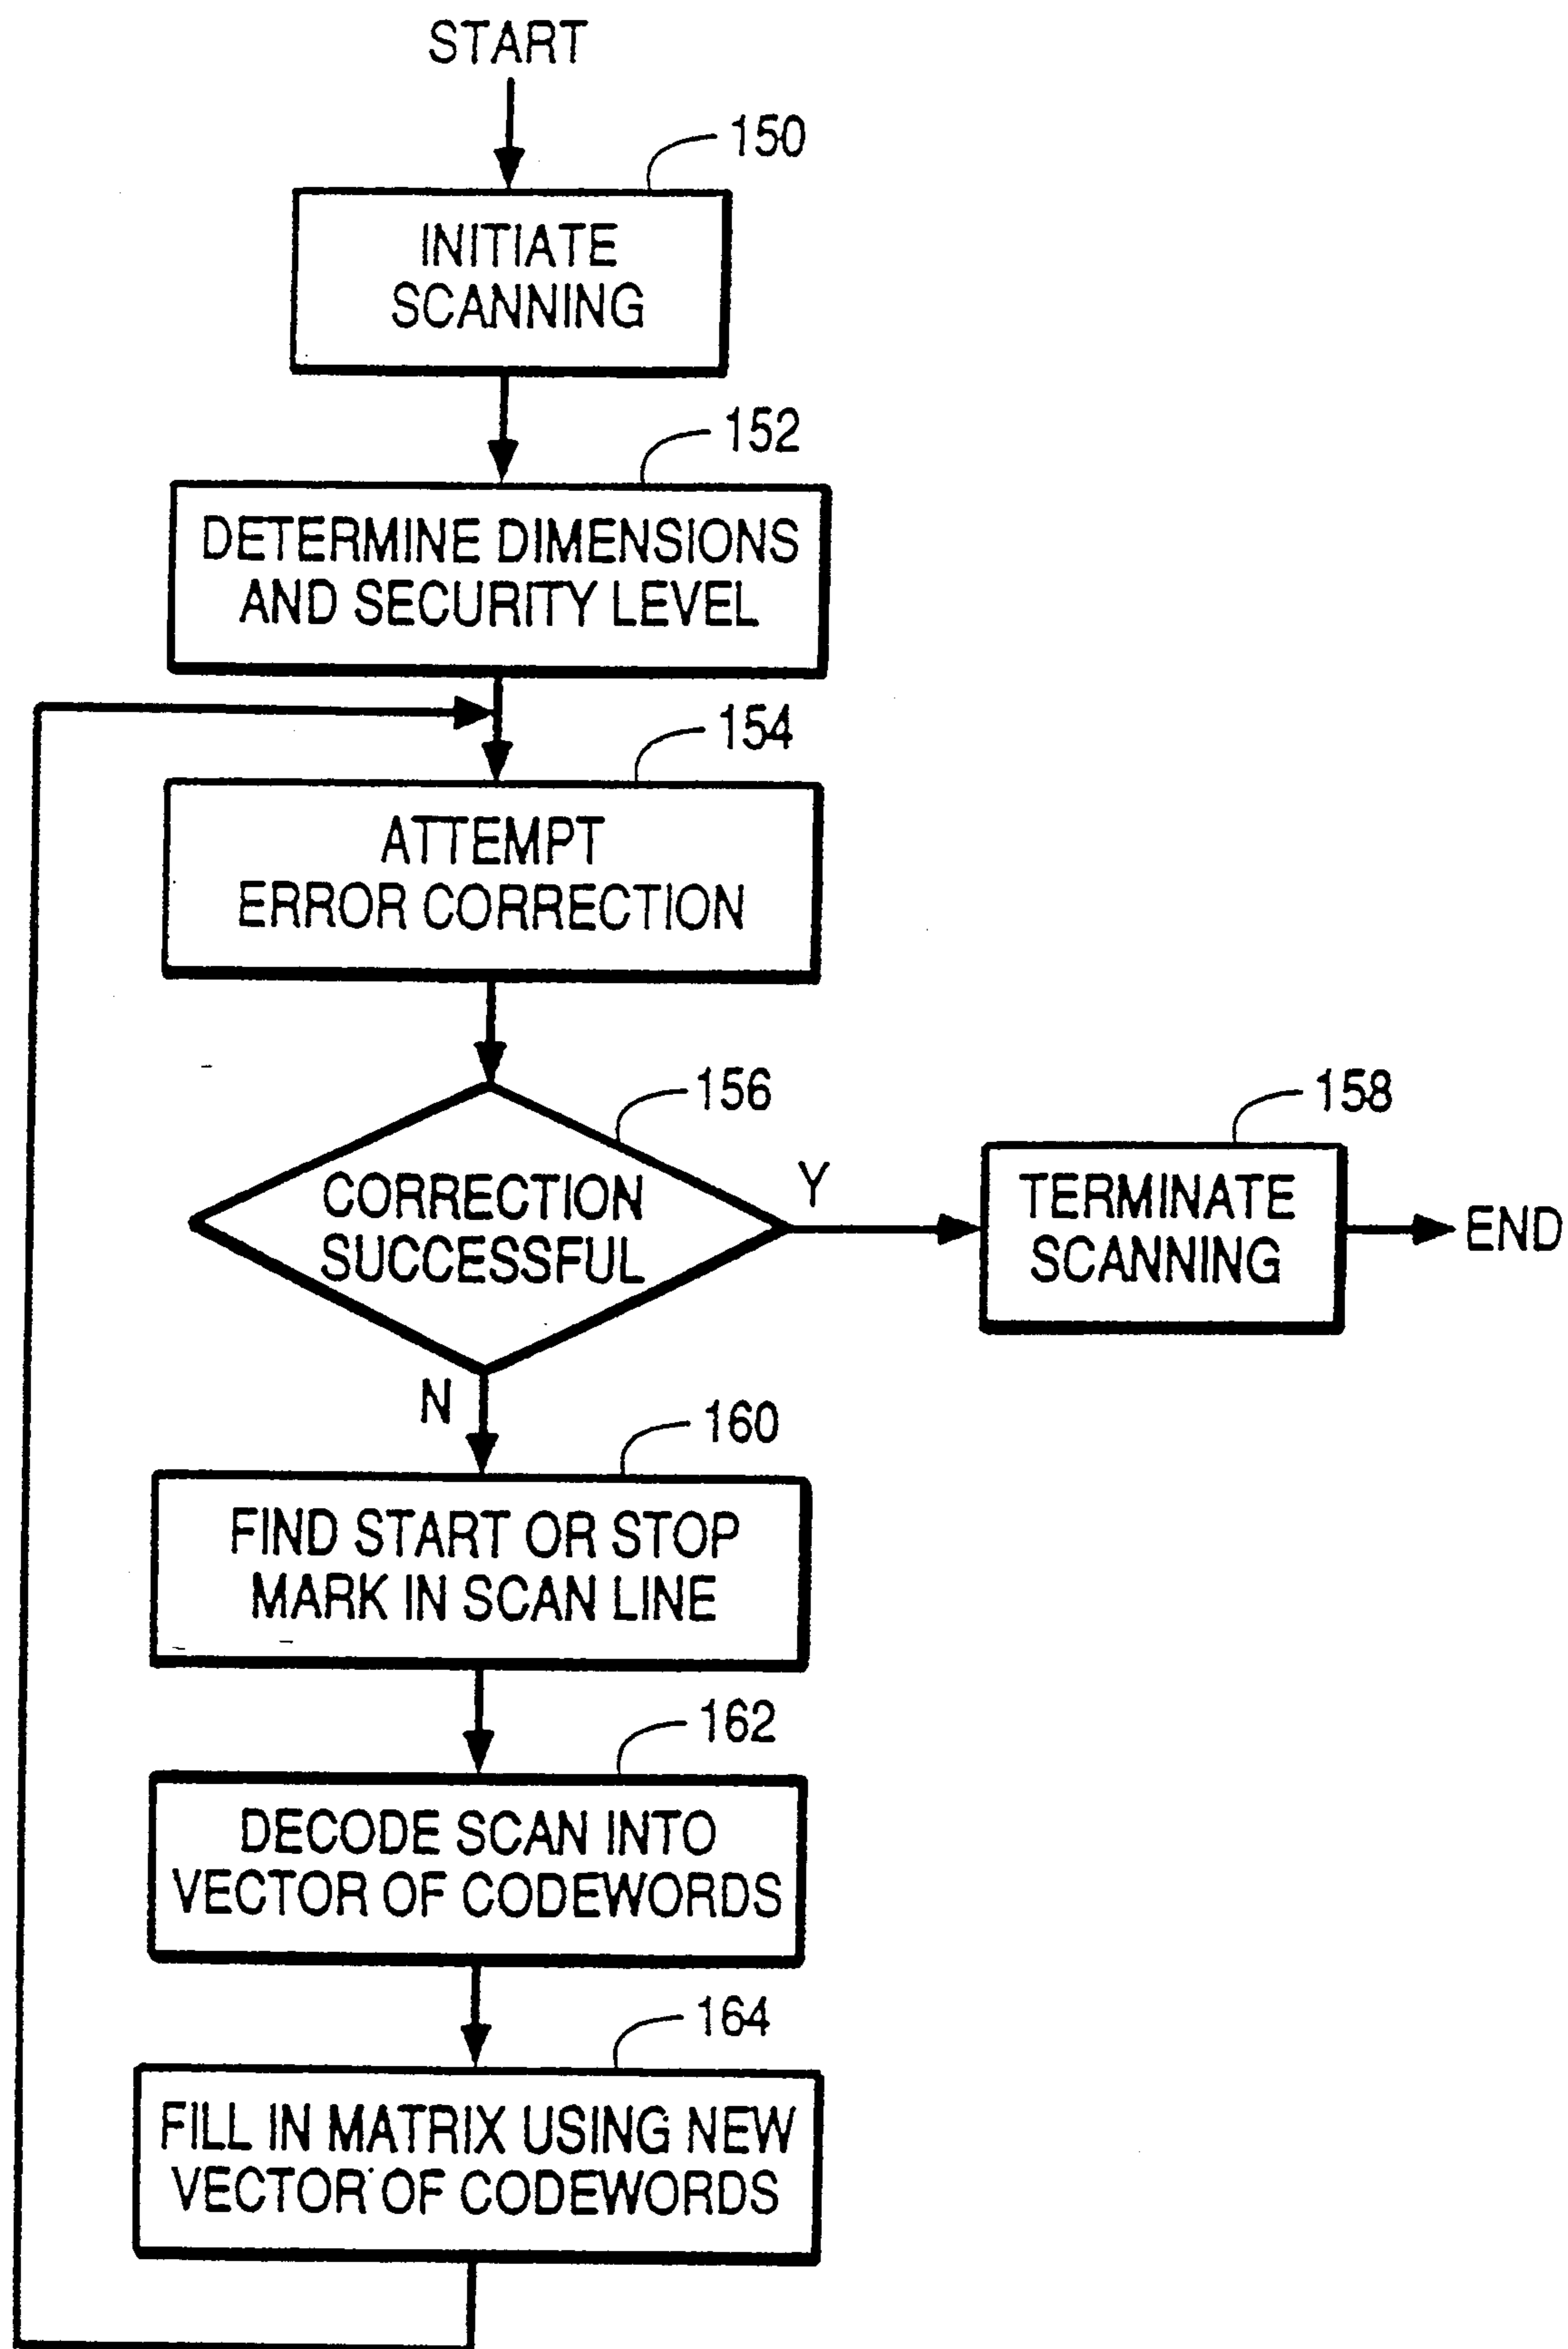 START
150
INITIATE
SCANNING
152
DETERMINE DIMENSIONS
AND SECURITY LEVEL
154
ATTEMPT
ERROR CORRECTION
156
CORRECTION
SUCCESSFUL
Y
158
TERMINATE
SCANNING
END
N
160
FIND START OR STOP
MARK IN SCAN LINE
162
DECODE SCAN INTO
VECTOR OF CODEWORDS
164
FILL IN MATRIX USING NEW
VECTOR OF CODEWORDS